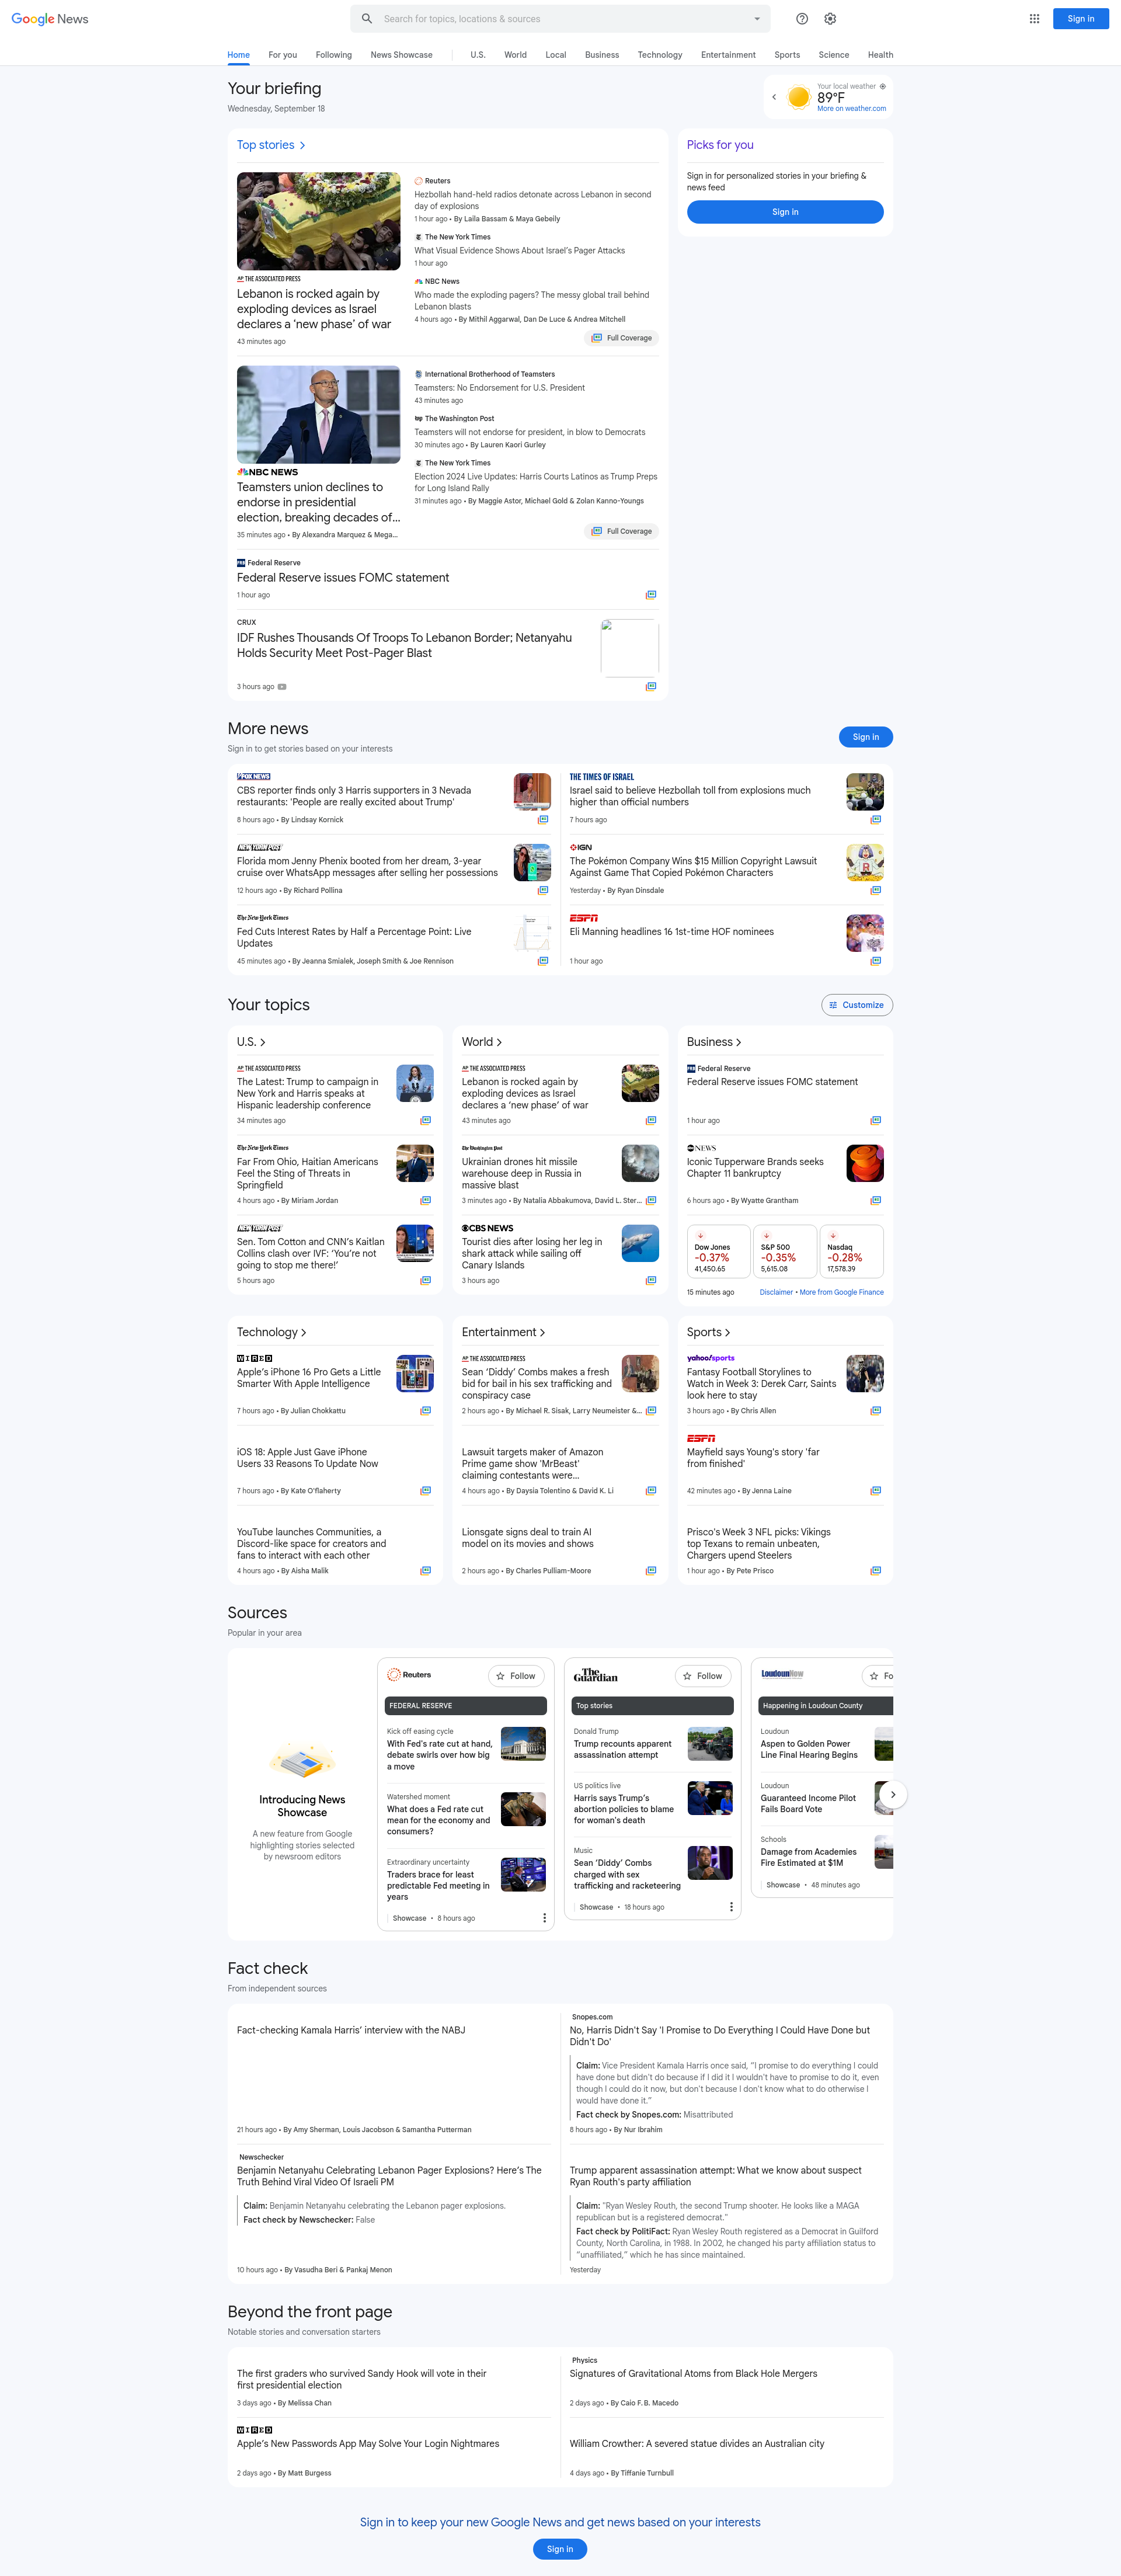 Google News
Search for topics, locations & sources
Sign in
Home
For you
Following
News Showcase
U.S.
World
Local
Business
Technology
Entertainment
Sports
Science
Health
Your briefing
Wednesday, September 18
Your local weather
89°F
More on weather.com
Top stories
THE ASSOCIATED PRESS
Lebanon is rocked again by
exploding devices as Israel
declares a ‘new phase’ of war
43 minutes ago
Reuters
Hezbollah hand-held radios detonate across Lebanon in second
day of explosions
1 hour ago • By Laila Bassam & Maya Gebeily
The New York Times
What Visual Evidence Shows About Israel’s Pager Attacks
1 hour ago
NBC News
Who made the exploding pagers? The messy global trail behind
Lebanon blasts
4 hours ago • By Mithil Aggarwal, Dan De Luce & Andrea Mitchell
Full Coverage
NBC NEWS
Teamsters union declines to
endorse in presidential
election, breaking decades of...
35 minutes ago • By Alexandra Marquez & Mega...
International Brotherhood of Teamsters
Teamsters: No Endorsement for U.S. President
43 minutes ago
The Washington Post
Teamsters will not endorse for president, in blow to Democrats
30 minutes ago • By Lauren Kaori Gurley
The New York Times
Election 2024 Live Updates: Harris Courts Latinos as Trump Preps
for Long Island Rally
31 minutes ago • By Maggie Astor, Michael Gold & Zolan Kanno-Youngs
Full Coverage
Federal Reserve
Federal Reserve issues FOMC statement
1 hour ago
CRUX
IDF Rushes Thousands Of Troops To Lebanon Border; Netanyahu
Holds Security Meet Post-Pager Blast
3 hours ago
Picks for you
Sign in for personalized stories in your briefing &
news feed
Sign in
More news
Sign in to get stories based on your interests
Sign in
FOX NEWS
CBS reporter finds only 3 Harris supporters in 3 Nevada
restaurants: 'People are really excited about Trump'
8 hours ago • By Lindsay Kornick
NEW YORK POST
Florida mom Jenny Phenix booted from her dream, 3-year
cruise over WhatsApp messages after selling her possessions
12 hours ago • By Richard Pollina
The New York Times
Fed Cuts Interest Rates by Half a Percentage Point: Live
Updates
45 minutes ago • By Jeanna Smialek, Joseph Smith & Joe Rennison
THE TIMES OF ISRAEL
Israel said to believe Hezbollah toll from explosions much
higher than official numbers
7 hours ago
IGN
The Pokémon Company Wins $15 Million Copyright Lawsuit
Against Game That Copied Pokémon Characters
Yesterday • By Ryan Dinsdale
ESPN
Eli Manning headlines 16 1st-time HOF nominees
1 hour ago
Your topics
Customize
U.S.
THE ASSOCIATED PRESS
The Latest: Trump to campaign in
New York and Harris speaks at
Hispanic leadership conference
34 minutes ago
The New York Times
Far From Ohio, Haitian Americans
Feel the Sting of Threats in
Springfield
4 hours ago • By Miriam Jordan
NEW YORK POST
Sen. Tom Cotton and CNN’s Kaitlan
Collins clash over IVF: ‘You’re not
going to stop me there!’
5 hours ago
World
THE ASSOCIATED PRESS
Lebanon is rocked again by
exploding devices as Israel
declares a ‘new phase’ of war
43 minutes ago
The Washington Post
Ukrainian drones hit missile
warehouse deep in Russia in
massive blast
3 minutes ago • By Natalia Abbakumova, David L. Ster...
CBS NEWS
Tourist dies after losing her leg in
shark attack while sailing off
Canary Islands
3 hours ago
Business
Federal Reserve
Federal Reserve issues FOMC statement
1 hour ago
abc NEWS
Iconic Tupperware Brands seeks
Chapter 11 bankruptcy
6 hours ago • By Wyatte Grantham
Dow Jones
-0.37%
41,450.65
S&P 500
-0.35%
5,615.08
Nasdaq
-0.28%
17,578.39
15 minutes ago
Disclaimer • More from Google Finance
Technology
WIRED
Apple’s iPhone 16 Pro Gets a Little
Smarter With Apple Intelligence
7 hours ago • By Julian Chokkattu
iOS 18: Apple Just Gave iPhone
Users 33 Reasons To Update Now
7 hours ago • By Kate O'flaherty
YouTube launches Communities, a
Discord-like space for creators and
fans to interact with each other
4 hours ago • By Aisha Malik
Entertainment
THE ASSOCIATED PRESS
Sean ‘Diddy’ Combs makes a fresh
bid for bail in his sex trafficking and
conspiracy case
2 hours ago • By Michael R. Sisak, Larry Neumeister &...
Lawsuit targets maker of Amazon
Prime game show 'MrBeast'
claiming contestants were...
4 hours ago • By Daysia Tolentino & David K. Li
Lionsgate signs deal to train AI
model on its movies and shows
2 hours ago • By Charles Pulliam-Moore
Sports
yahoo!sports
Fantasy Football Storylines to
Watch in Week 3: Derek Carr, Saints
look here to stay
3 hours ago • By Chris Allen
ESPN
Mayfield says Young's story 'far
from finished'
42 minutes ago • By Jenna Laine
Prisco's Week 3 NFL picks: Vikings
top Texans to remain unbeaten,
Chargers upend Steelers
1 hour ago • By Pete Prisco
Sources
Popular in your area
Introducing News
Showcase
A new feature from Google
highlighting stories selected
by newsroom editors
Reuters
Follow
FEDERAL RESERVE
Kick off easing cycle
With Fed's rate cut at hand,
debate swirls over how big
a move
Watershed moment
What does a Fed rate cut
mean for the economy and
consumers?
Extraordinary uncertainty
Traders brace for least
predictable Fed meeting in
years
Showcase • 8 hours ago
The Guardian
Follow
Top stories
Donald Trump
Trump recounts apparent
assassination attempt
US politics live
Harris says Trump’s
abortion policies to blame
for woman's death
Music
Sean ‘Diddy’ Combs
charged with sex
trafficking and racketeering
Showcase • 18 hours ago
LoudounNow
Fo
Happening in Loudoun County
Loudoun
Aspen to Golden Power
Line Final Hearing Begins
Loudoun
Guaranteed Income Pilot
Fails Board Vote
Schools
Damage from Academies
Fire Estimated at $1M
Showcase • 48 minutes ago
Fact check
From independent sources
Fact-checking Kamala Harris’ interview with the NABJ
21 hours ago • By Amy Sherman, Louis Jacobson & Samantha Putterman
Snopes.com
No, Harris Didn't Say 'I Promise to Do Everything I Could Have Done but
Didn't Do'
Claim: Vice President Kamala Harris once said, “I promise to do everything I could
have done but didn't do because if I did it I wouldn't have to promise to do it, even
though I could do it now, but don't because I don't know what to do otherwise I
would have done it.”
Fact check by Snopes.com: Misattributed
8 hours ago • By Nur Ibrahim
Newschecker
Benjamin Netanyahu Celebrating Lebanon Pager Explosions? Here’s The
Truth Behind Viral Video Of Israeli PM
Claim: Benjamin Netanyahu celebrating the Lebanon pager explosions.
Fact check by Newschecker: False
10 hours ago • By Vasudha Beri & Pankaj Menon
Trump apparent assassination attempt: What we know about suspect
Ryan Routh's party affiliation
Claim: "Ryan Wesley Routh, the second Trump shooter. He looks like a MAGA
republican but is a registered democrat.”
Fact check by PolitiFact: Ryan Wesley Routh registered as a Democrat in Guilford
County, North Carolina, in 1988. In 2002, he changed his party affiliation status to
“unaffiliated,” which he has since maintained.
Yesterday
Beyond the front page
Notable stories and conversation starters
The first graders who survived Sandy Hook will vote in their
first presidential election
3 days ago • By Melissa Chan
Physics
Signatures of Gravitational Atoms from Black Hole Mergers
2 days ago • By Caio F. B. Macedo
WIRED
Apple’s New Passwords App May Solve Your Login Nightmares
2 days ago • By Matt Burgess
William Crowther: A severed statue divides an Australian city
4 days ago • By Tiffanie Turnbull
Sign in to keep your new Google News and get news based on your interests
Sign in